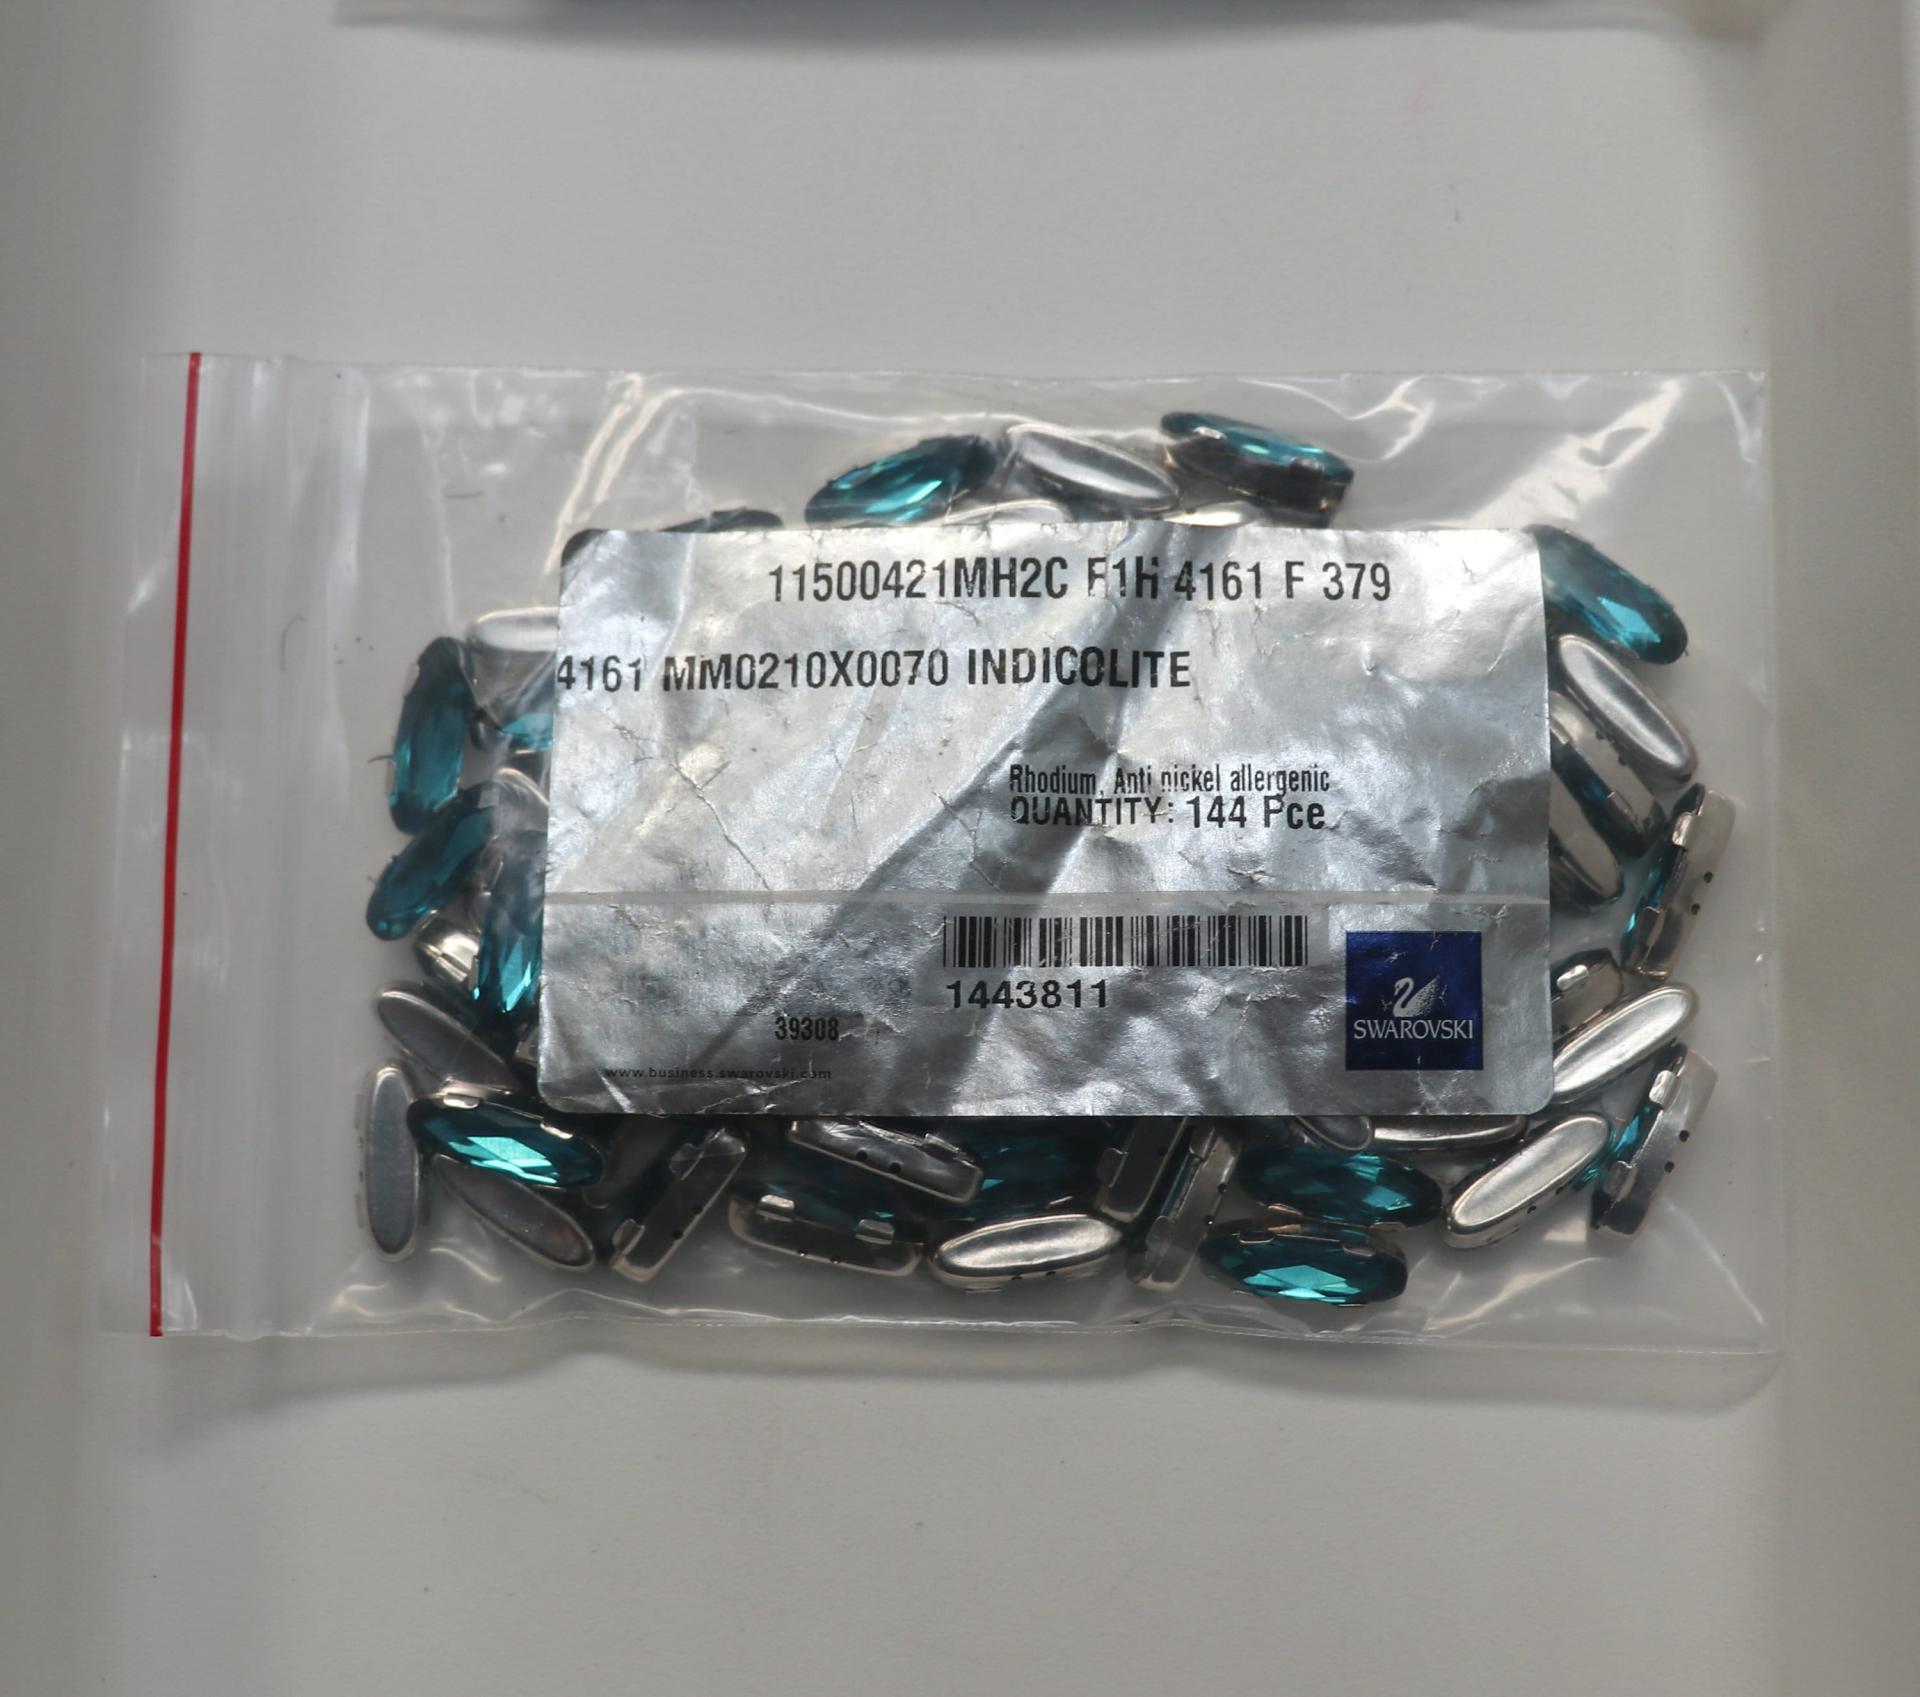 11500421MH2C F1H 4161 F 379
4161 MM0210X0070 INDICOLITE
Rhodium, Anti nickel allergenic
QUANTITY: 144 Pce
1443811
39308
www.business.swarovski.com
SWAROVSKI